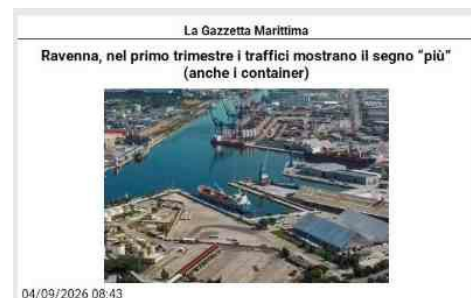 La Gazzetta Marittima
Ravenna, nel primo trimestre i traffici mostrano il segno “più”
(anche i container)
04/09/2026 08:43